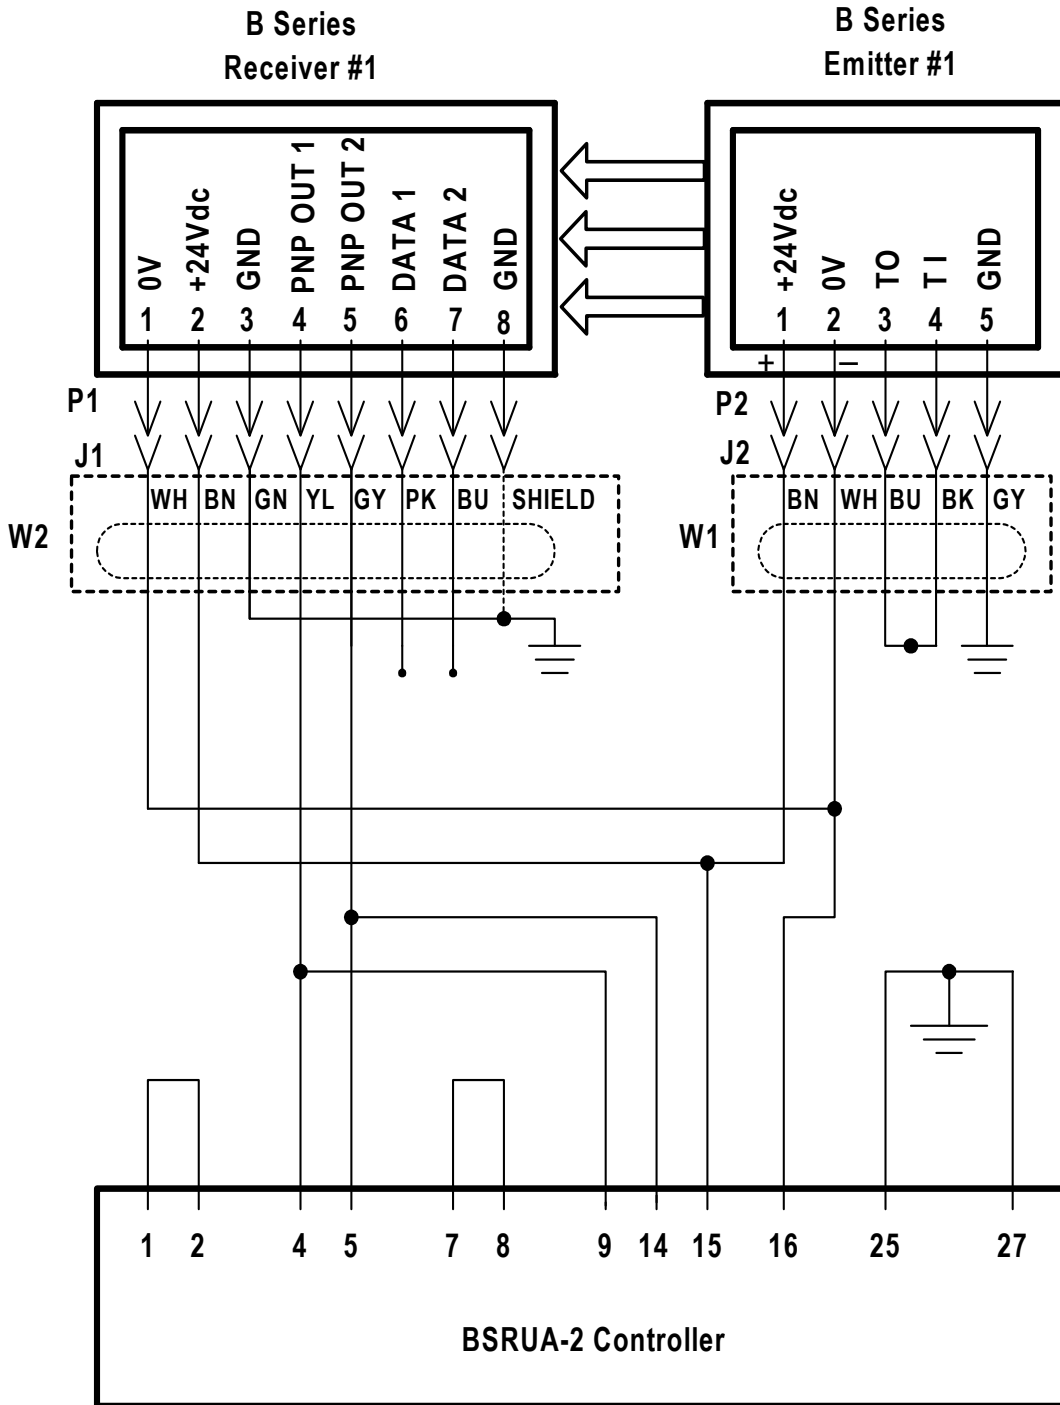 B Series
Receiver #1
B Series
Emitter #1
0V
+24Vdc
GND
PNP OUT 1
PNP OUT 2
DATA 1
DATA 2
GND
1 2 3 4 5 6 7 8
+24Vdc
0V
TO
T I
GND
1 2 3 4 5
+ –
P1
J1
P2
J2
WH BN GN YL GY PK BU SHIELD
W2
BN WH BU BK GY
W1
1 2 4 5 7 8 9 14 15 16 25 27
BSRUA-2 Controller